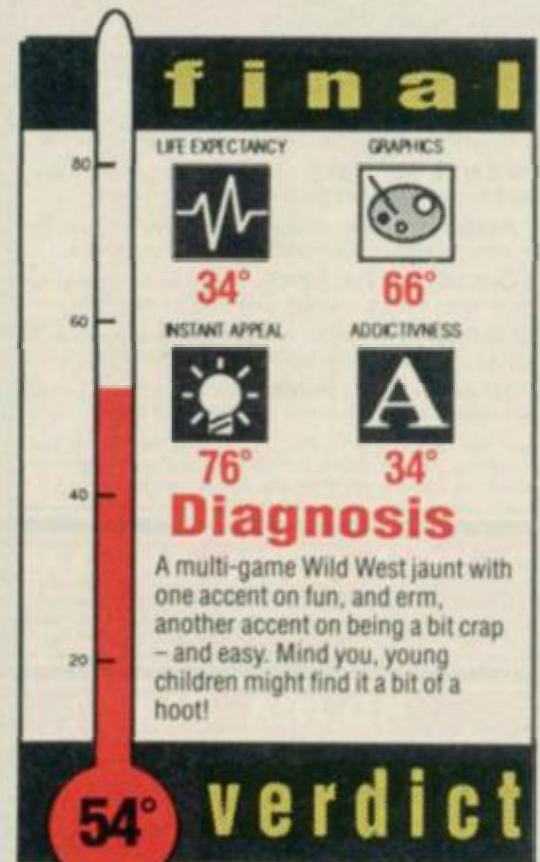 final
LIFE EXPECTANCY
GRAPHICS
34°
66°
INSTANT APPEAL
ADDICTIVNESS
A
76°
34°
Diagnosis
A multi-game Wild West jaunt with
one accent on fun, and erm,
another accent on being a bit crap
– and easy. Mind you, young
children might find it a bit of a
hoot!
80
60
40
20
54°
verdict